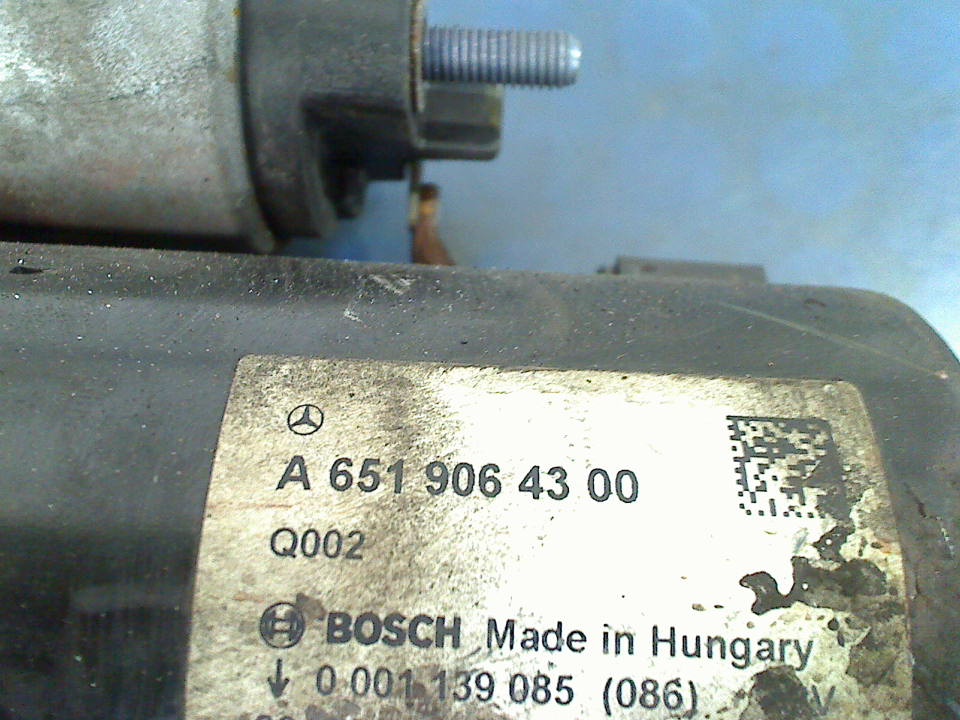 A 651 906 43 00
Q002
BOSCH Made in Hungary
0 001 139 085 (086) V